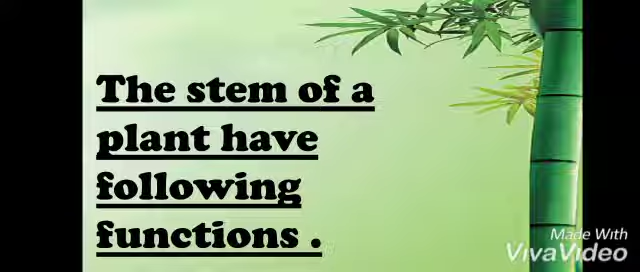 The stem of a
plant have
following
functions .
Made With
VivaVideo